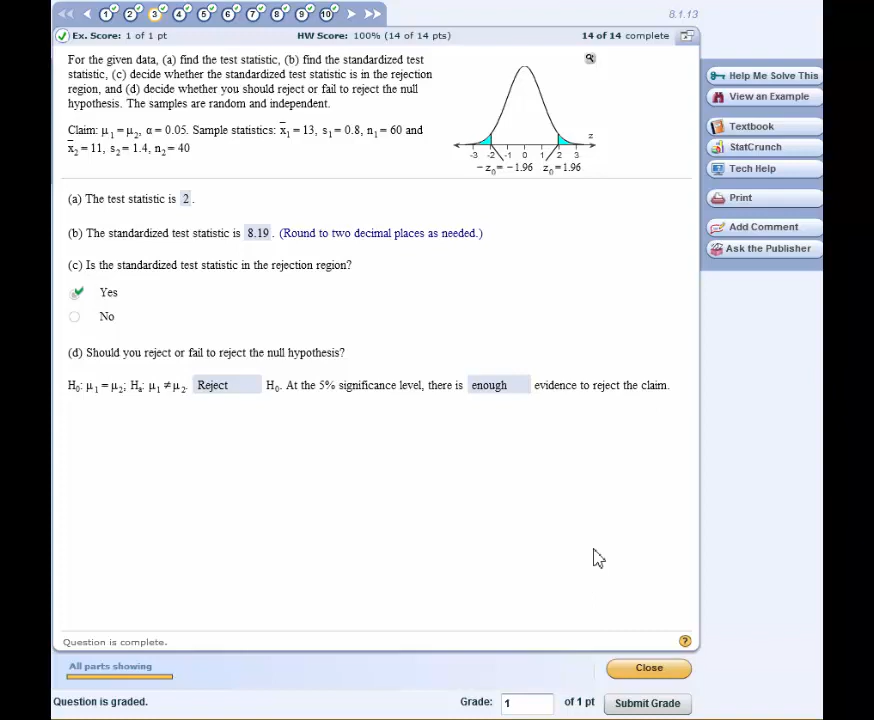 1 2 3 4 5 6 7 8 9 10
8.1.13
Ex. Score: 1 of 1 pt
HW Score: 100% (14 of 14 pts)
14 of 14 complete
For the given data, (a) find the test statistic, (b) find the standardized test
statistic, (c) decide whether the standardized test statistic is in the rejection
region, and (d) decide whether you should reject or fail to reject the null
hypothesis. The samples are random and independent.
Claim: μ₁ = μ₂, α = 0.05. Sample statistics: x̄₁ = 13, s₁ = 0.8, n₁ = 60 and
x̄₂ = 11, s₂ = 1.4, n₂ = 40
z
-3 -2 -1 0 1 2 3
-z₀ = -1.96 z₀ = 1.96
(a) The test statistic is 2.
(b) The standardized test statistic is 8.19. (Round to two decimal places as needed.)
(c) Is the standardized test statistic in the rejection region?
Yes
No
(d) Should you reject or fail to reject the null hypothesis?
H₀: μ₁ = μ₂; Hₐ: μ₁ ≠ μ₂. Reject H₀. At the 5% significance level, there is enough evidence to reject the claim.
Question is complete.
?
All parts showing
Close
Question is graded.
Grade: 1 of 1 pt
Submit Grade
Help Me Solve This
View an Example
Textbook
StatCrunch
Tech Help
Print
Add Comment
Ask the Publisher